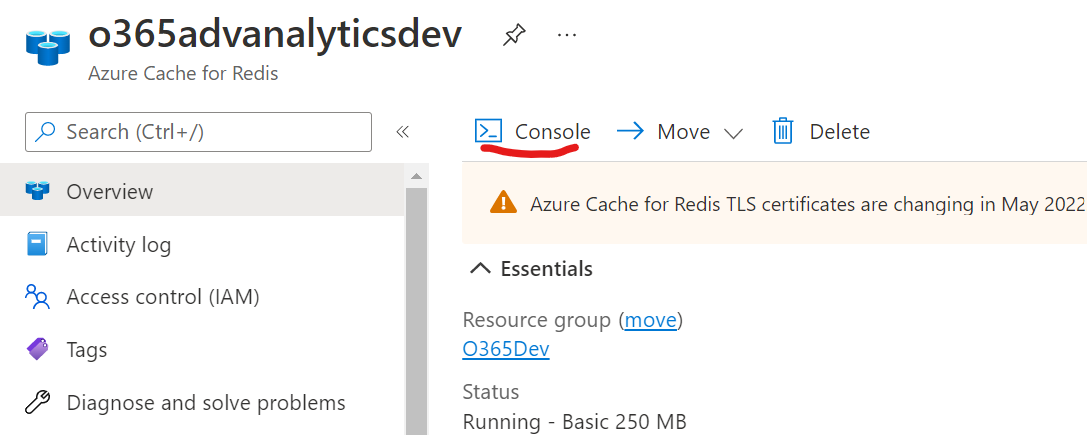 o365advanalyticsdev
...
Azure Cache for Redis
Search (Ctrl+/)
«
Overview
Activity log
Access control (IAM)
Tags
Diagnose and solve problems
Console
Move
Delete
Azure Cache for Redis TLS certificates are changing in May 2022
Essentials
Resource group (move)
O365Dev
Status
Running - Basic 250 MB